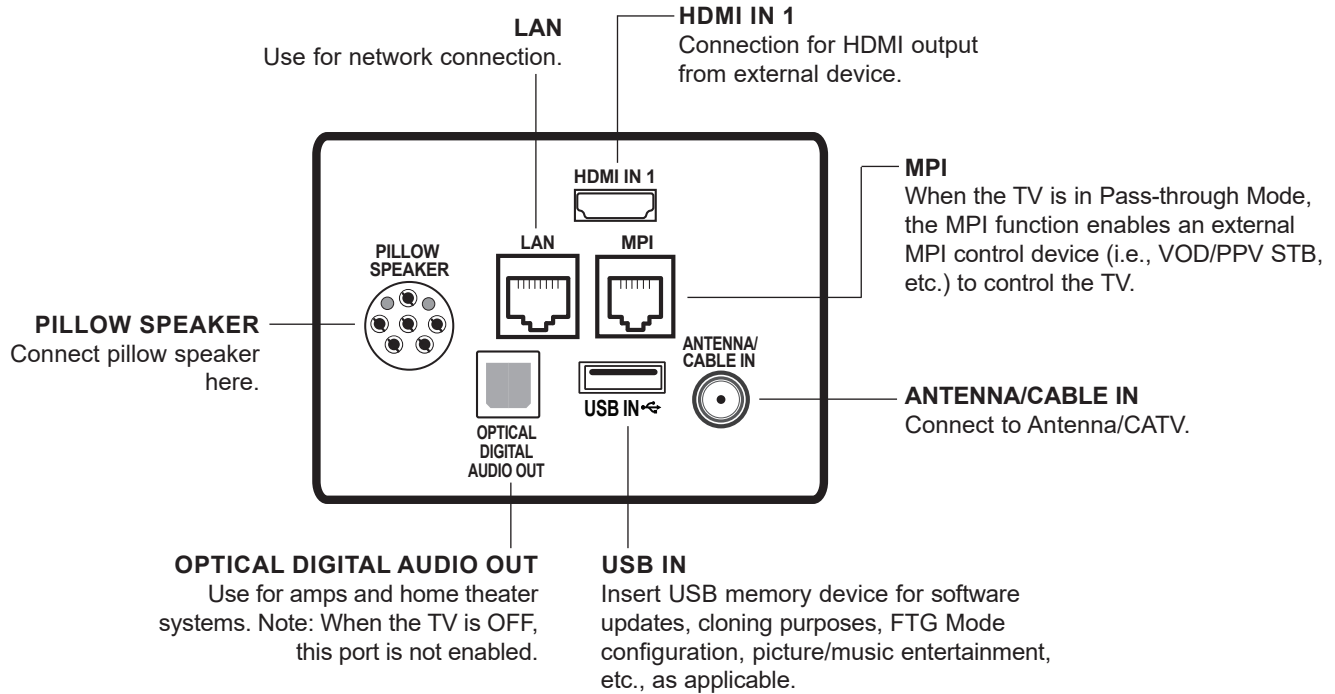 LAN
Use for network connection.
HDMI IN 1
Connection for HDMI output
from external device.
HDMI IN 1
MPI
When the TV is in Pass-through Mode,
the MPI function enables an external
MPI control device (i.e., VOD/PPV STB,
etc.) to control the TV.
LAN
MPI
PILLOW
SPEAKER
PILLOW SPEAKER
Connect pillow speaker
here.
ANTENNA/
CABLE IN
ANTENNA/CABLE IN
Connect to Antenna/CATV.
USB IN
OPTICAL
DIGITAL
AUDIO OUT
OPTICAL DIGITAL AUDIO OUT
Use for amps and home theater
systems. Note: When the TV is OFF,
this port is not enabled.
USB IN
Insert USB memory device for software
updates, cloning purposes, FTG Mode
configuration, picture/music entertainment,
etc., as applicable.